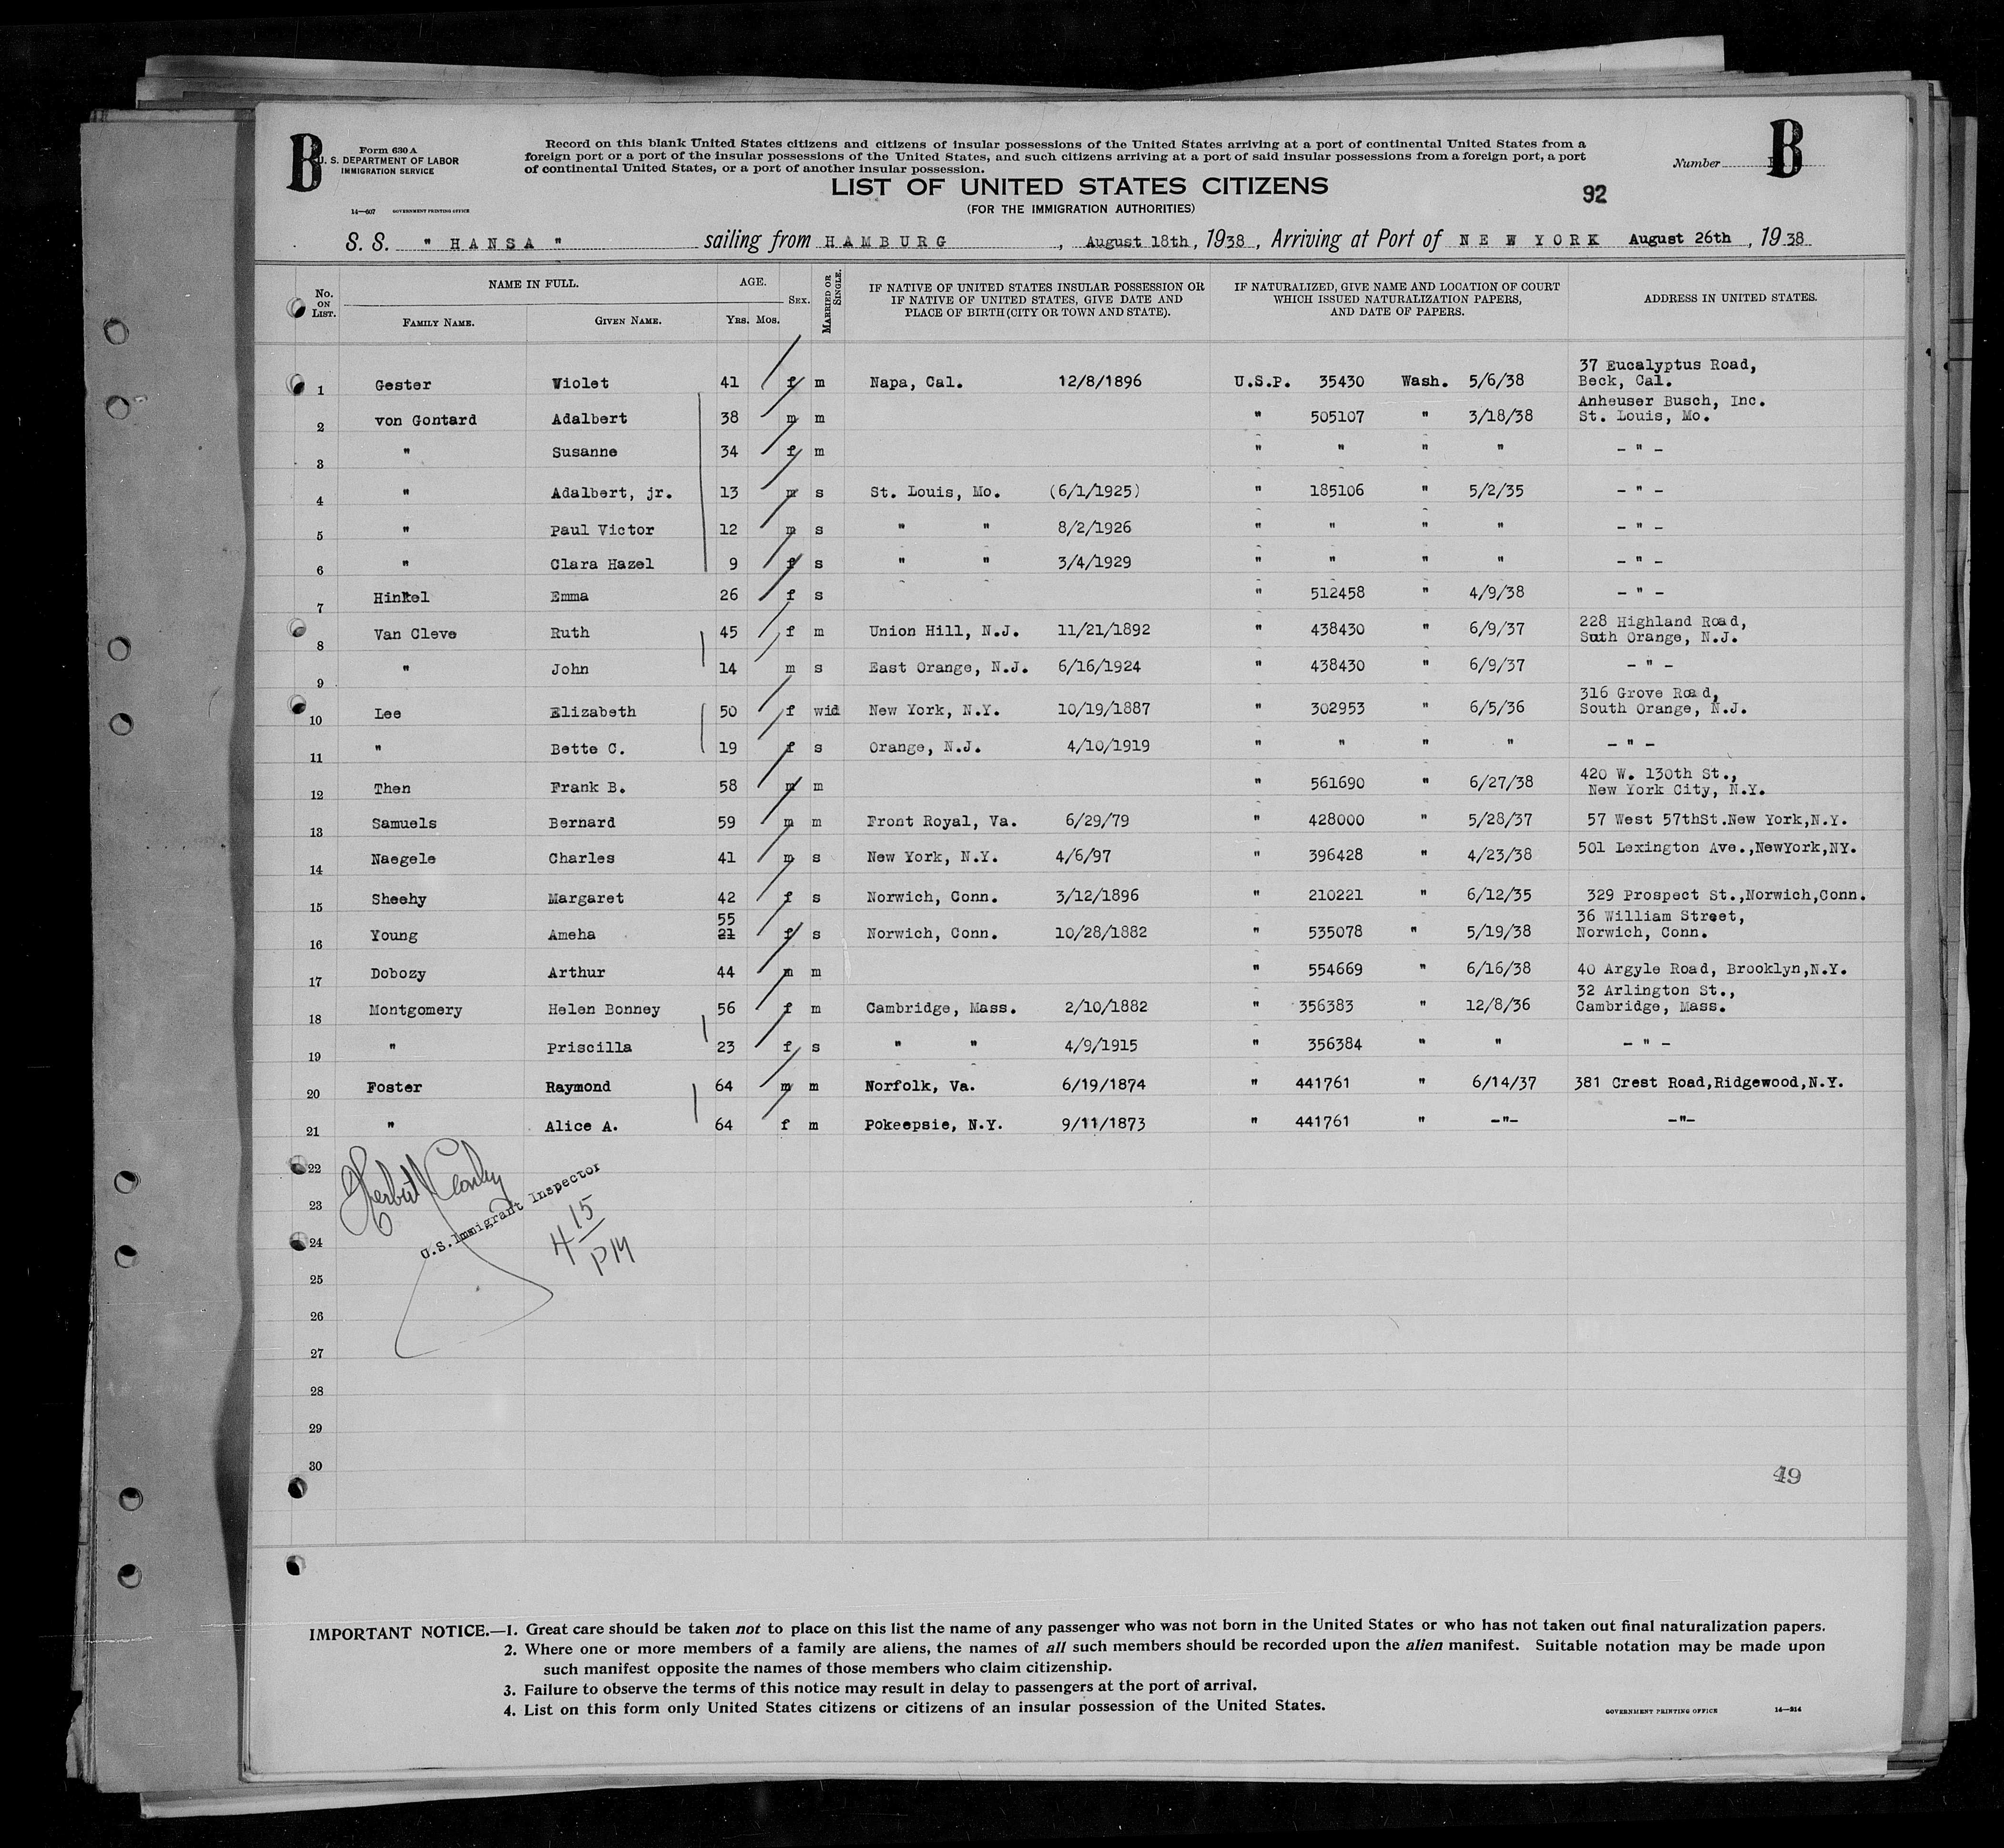 B
Form 630 A
U. S. DEPARTMENT OF LABOR
IMMIGRATION SERVICE
14—607 GOVERNMENT PRINTING OFFICE
Record on this blank United States citizens and citizens of insular possessions of the United States arriving at a port of continental United States from a
foreign port or a port of the insular possessions of the United States, and such citizens arriving at a port of said insular possessions from a foreign port, a port
of continental United States, or a port of another insular possession.
Number B
LIST OF UNITED STATES CITIZENS
(FOR THE IMMIGRATION AUTHORITIES)
92
S. S. " HANSA " sailing from HAMBURG , August 18th, 1938, Arriving at Port of NEW YORK August 26th, 1938
No. ON LIST. NAME IN FULL. FAMILY NAME. GIVEN NAME. AGE. YRS. MOS. SEX. MARRIED OR SINGLE. IF NATIVE OF UNITED STATES INSULAR POSSESSION OR IF NATIVE OF UNITED STATES, GIVE DATE AND PLACE OF BIRTH (CITY OR TOWN AND STATE). IF NATURALIZED, GIVE NAME AND LOCATION OF COURT WHICH ISSUED NATURALIZATION PAPERS, AND DATE OF PAPERS. ADDRESS IN UNITED STATES.
1 Gester Violet 41 f m Napa, Cal. 12/8/1896 U.S.P. 35430 Wash. 5/6/38 37 Eucalyptus Road, Beck, Cal.
2 von Gontard Adalbert 38 m m " 505107 " 3/18/38 Anheuser Busch, Inc. St. Louis, Mo.
3 " Susanne 34 f m " " " " - " -
4 " Adalbert, jr. 13 m s St. Louis, Mo. (6/1/1925) " 185106 " 5/2/35 - " -
5 " Paul Victor 12 m s " " 8/2/1926 " " " " - " -
6 " Clara Hazel 9 f s " " 3/4/1929 " " " " - " -
7 Hinkel Emma 26 f s " 512458 " 4/9/38 - " -
8 Van Cleve Ruth 45 f m Union Hill, N.J. 11/21/1892 " 438430 " 6/9/37 228 Highland Road, Suth Orange, N.J.
9 " John 14 m s East Orange, N.J. 6/16/1924 " 438430 " 6/9/37 - " -
10 Lee Elizabeth 50 f wid New York, N.Y. 10/19/1887 " 302953 " 6/5/36 316 Grove Road, South Orange, N.J.
11 " Bette C. 19 f s Orange, N.J. 4/10/1919 " " " " - " -
12 Then Frank B. 58 m m " 561690 " 6/27/38 420 W. 130th St., New York City, N.Y.
13 Samuels Bernard 59 m m Front Royal, Va. 6/29/79 " 428000 " 5/28/37 57 West 57thSt.New York,N.Y.
14 Naegele Charles 41 m s New York, N.Y. 4/6/97 " 396428 " 4/23/38 501 Lexington Ave.,NewYork,NY.
15 Sheehy Margaret 42 f s Norwich, Conn. 3/12/1896 " 210221 " 6/12/35 329 Prospect St.,Norwich,Conn.
16 Young Ameha 55 21 f s Norwich, Conn. 10/28/1882 " 535078 " 5/19/38 36 William Street, Norwich, Conn.
17 Dobozy Arthur 44 m m " 554669 " 6/16/38 40 Argyle Road, Brooklyn,N.Y.
18 Montgomery Helen Bonney 56 f m Cambridge, Mass. 2/10/1882 " 356383 " 12/8/36 32 Arlington St., Cambridge, Mass.
19 " Priscilla 23 f s " " 4/9/1915 " 356384 " " - " -
20 Foster Raymond 64 m m Norfolk, Va. 6/19/1874 " 441761 " 6/14/37 381 Crest Road,Ridgewood,N.Y.
21 " Alice A. 64 f m Pokeepsie, N.Y. 9/11/1873 " 441761 " -"- -"-
22
23
24
25
26
27
28
29
30
U.S.Immigrant Inspector
4 15 PM
49
IMPORTANT NOTICE.—1. Great care should be taken not to place on this list the name of any passenger who was not born in the United States or who has not taken out final naturalization papers.
2. Where one or more members of a family are aliens, the names of all such members should be recorded upon the alien manifest. Suitable notation may be made upon
such manifest opposite the names of those members who claim citizenship.
3. Failure to observe the terms of this notice may result in delay to passengers at the port of arrival.
4. List on this form only United States citizens or citizens of an insular possession of the United States.
GOVERNMENT PRINTING OFFICE 14—214